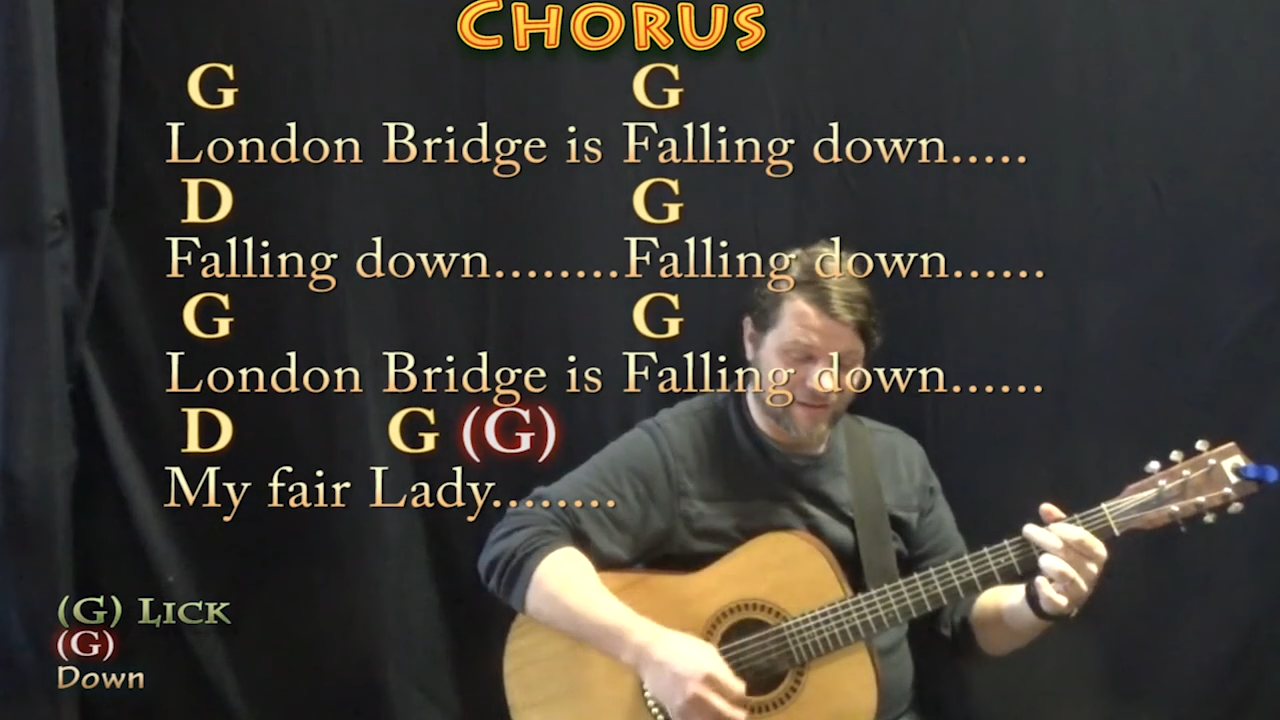 CHORUS
G G
London Bridge is Falling down.....
D G
Falling down........Falling down......
G G
London Bridge is Falling down......
D G (G)
My fair Lady........
(G) LICK
(G)
Down